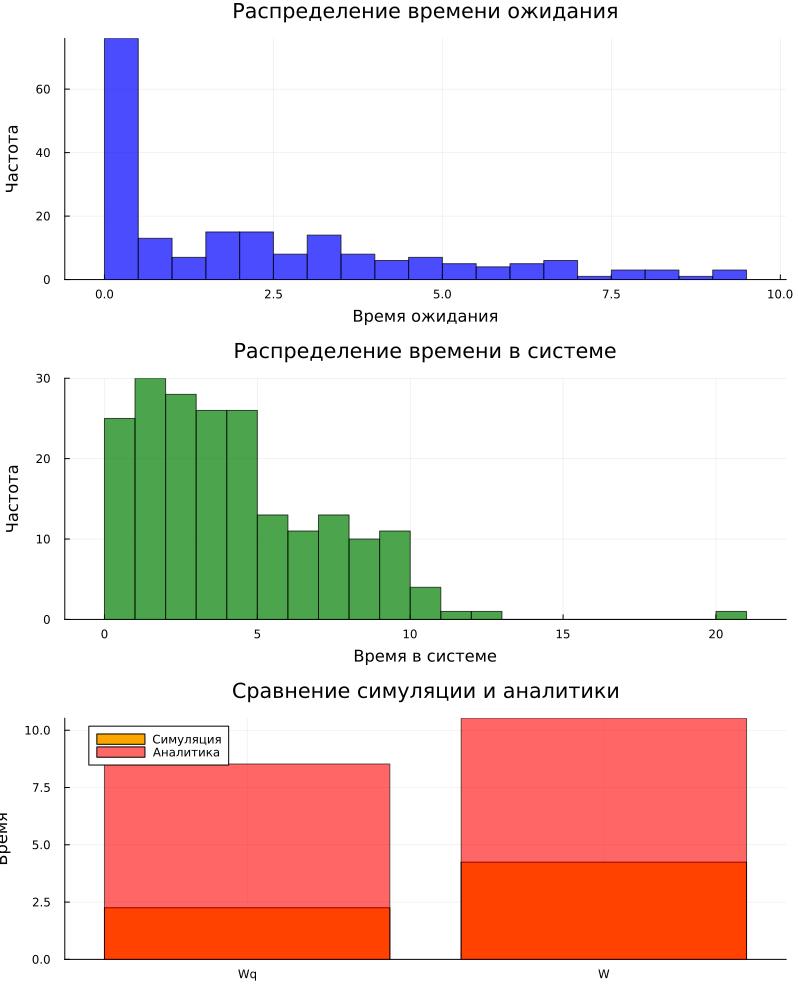 Распределение времени ожидания
Частота
60
40
20
0
0.0 2.5 5.0 7.5 10.0
Время ожидания
Распределение времени в системе
Частота
30
20
10
0
0 5 10 15 20
Время в системе
Сравнение симуляции и аналитики
Время
10.0
7.5
5.0
2.5
0.0
Симуляция
Аналитика
Wq W